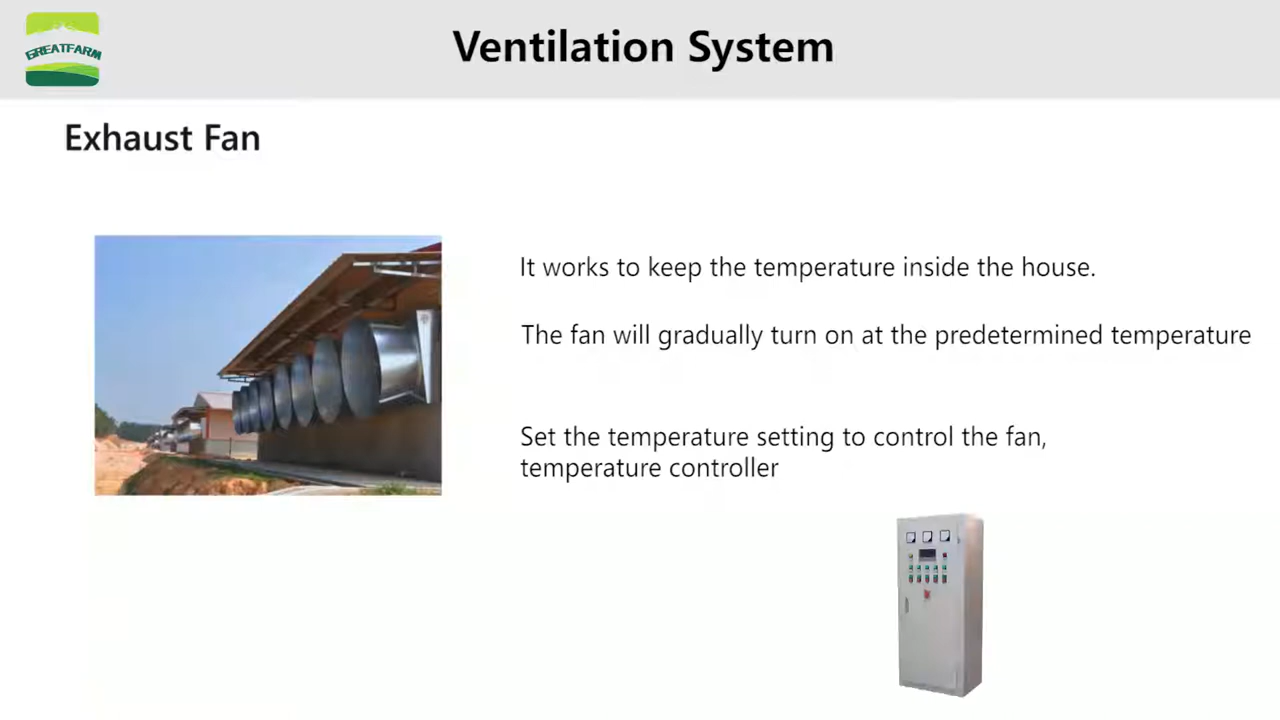 GREATFARM
Ventilation System
Exhaust Fan
It works to keep the temperature inside the house.
The fan will gradually turn on at the predetermined temperature
Set the temperature setting to control the fan,
temperature controller